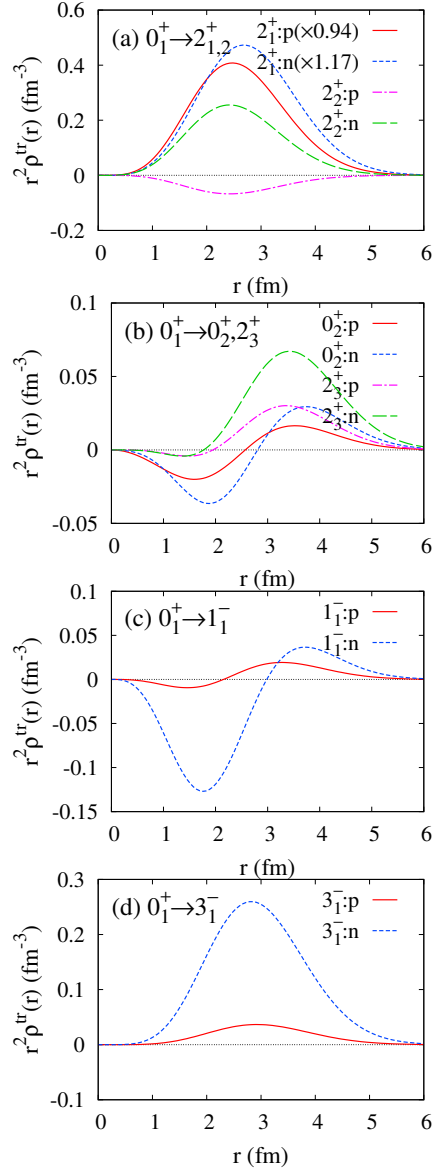 (a) 0₁⁺→2⁺₁,₂
2₁⁺:p(×0.94)
2₁⁺:n(×1.17)
2₂⁺:p
2₂⁺:n
0.6
0.4
0.2
0
-0.2
r²ρᵗʳ(r) (fm⁻³)
0 1 2 3 4 5 6
r (fm)
(b) 0₁⁺→0₂⁺,2₃⁺
0₂⁺:p
0₂⁺:n
2₃⁺:p
2₃⁺:n
0.1
0.05
0
-0.05
r²ρᵗʳ(r) (fm⁻³)
0 1 2 3 4 5 6
r (fm)
(c) 0₁⁺→1₁⁻
1₁⁻:p
1₁⁻:n
0.1
0.05
0
-0.05
-0.1
-0.15
r²ρᵗʳ(r) (fm⁻³)
0 1 2 3 4 5 6
r (fm)
(d) 0₁⁺→3₁⁻
3₁⁻:p
3₁⁻:n
0.3
0.2
0.1
0
-0.1
r²ρᵗʳ(r) (fm⁻³)
0 1 2 3 4 5 6
r (fm)